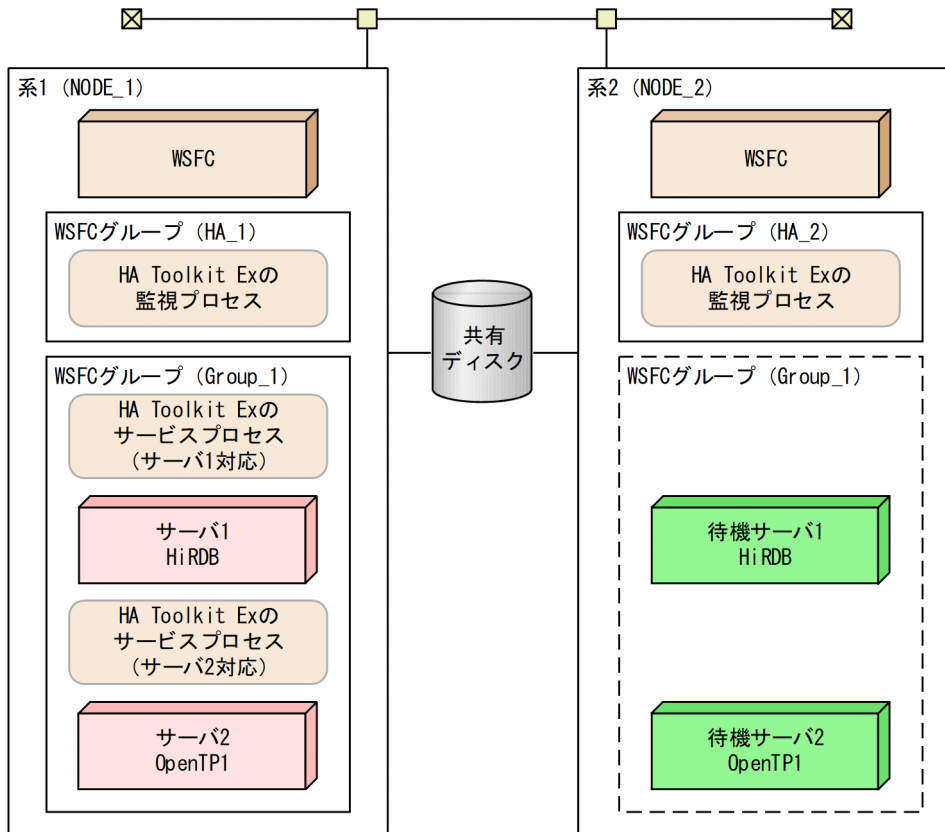 系1（NODE_1）
WSFC
WSFCグループ（HA_1）
HA Toolkit Exの
監視プロセス
WSFCグループ（Group_1）
HA Toolkit Exの
サービスプロセス
（サーバ1対応）
サーバ1
HiRDB
HA Toolkit Exの
サービスプロセス
（サーバ2対応）
サーバ2
OpenTP1
共有
ディスク
系2（NODE_2）
WSFC
WSFCグループ（HA_2）
HA Toolkit Exの
監視プロセス
WSFCグループ（Group_1）
待機サーバ1
HiRDB
待機サーバ2
OpenTP1